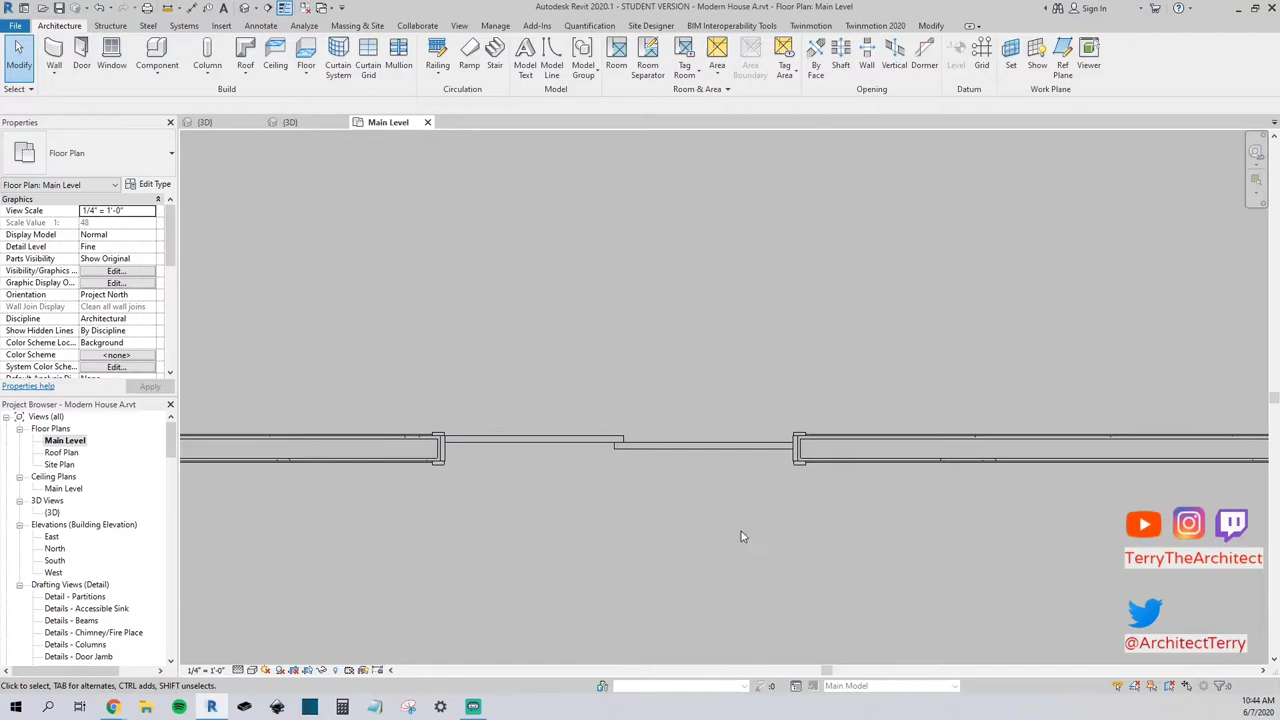 Autodesk Revit 2020.1 - STUDENT VERSION - Modern House A.rvt - Floor Plan: Main Level
Sign In
File Architecture Structure Steel Systems Insert Annotate Analyze Massing & Site Collaborate View Manage Add-Ins Quantification Site Designer BIM Interoperability Tools Twinmotion Twinmotion 2020 Modify
Modify Wall Door Window Component Column Roof Ceiling Floor Curtain System Curtain Grid Mullion Railing Ramp Stair Model Text Model Line Model Group Room Room Separator Tag Room Area Area Boundary Tag Area By Face Shaft Wall Vertical Dormer Level Grid Set Show Ref Plane Viewer
Select Build Circulation Model Room & Area Opening Datum Work Plane
Properties
{3D} {3D} Main Level
Floor Plan
Floor Plan: Main Level Edit Type
Graphics
View Scale 1/4" = 1'-0"
Scale Value 1: 48
Display Model Normal
Detail Level Fine
Parts Visibility Show Original
Visibility/Graphics ... Edit...
Graphic Display O... Edit...
Orientation Project North
Wall Join Display Clean all wall joins
Discipline Architectural
Show Hidden Lines By Discipline
Color Scheme Loc... Background
Color Scheme <none>
System Color Sche... Edit...
Properties help Apply
Project Browser - Modern House A.rvt
Views (all)
Floor Plans
Main Level
Roof Plan
Site Plan
Ceiling Plans
Main Level
3D Views
{3D}
Elevations (Building Elevation)
East
North
South
West
Drafting Views (Detail)
Detail - Partitions
Details - Accessible Sink
Details - Beams
Details - Chimney/Fire Place
Details - Columns
Details - Door Jamb
TerryTheArchitect
@ArchitectTerry
1/4" = 1'-0"
Click to select, TAB for alternates, CTRL adds, SHIFT unselects.
:0 Main Model :0
10:44 AM
6/7/2020